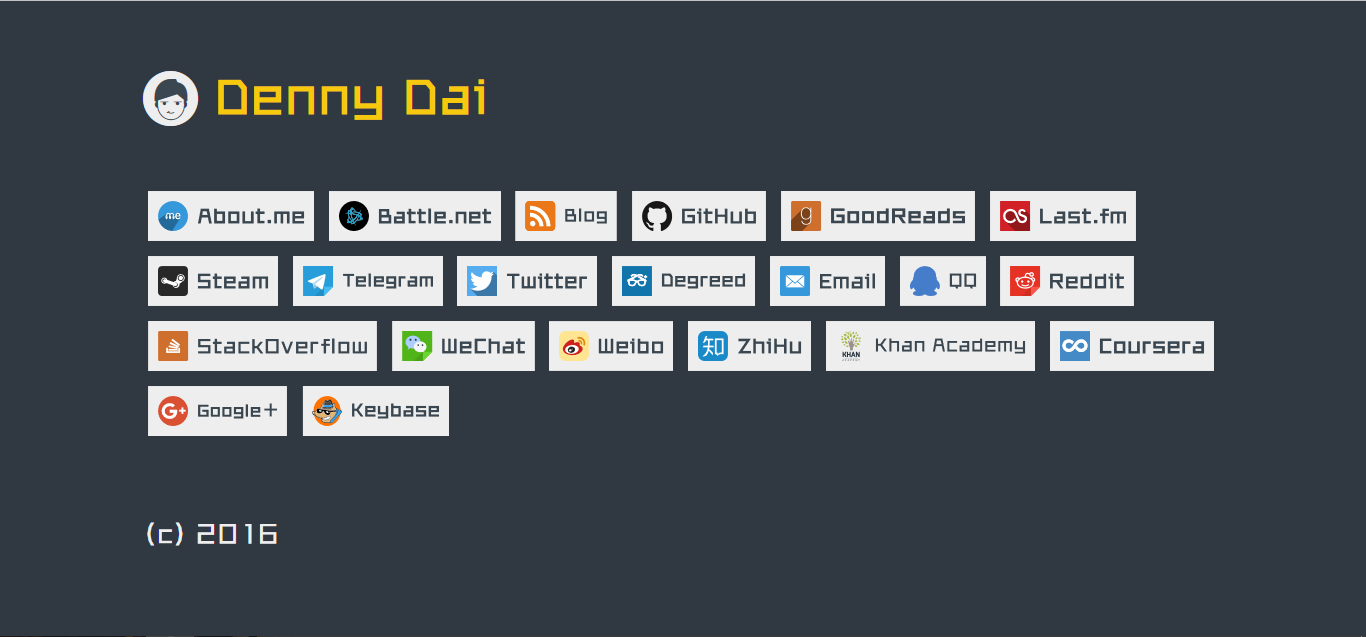 Denny Dai
me About.me Battle.net Blog GitHub g GoodReads Last.fm
Steam Telegram Twitter Degreed Email QQ Reddit
StackOverflow WeChat Weibo 知 ZhiHu KHAN Khan Academy Coursera
G+ Google+ Keybase
(c) 2016